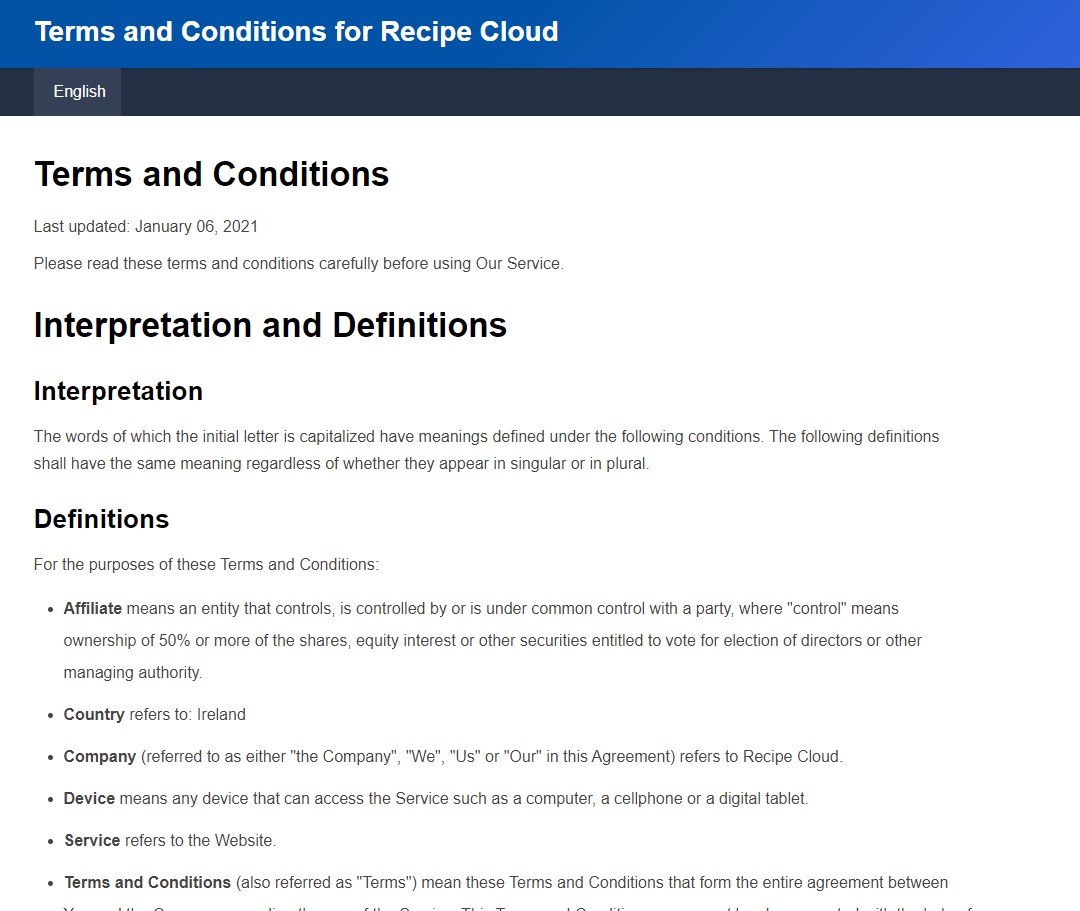 Terms and Conditions for Recipe Cloud
English
Terms and Conditions
Last updated: January 06, 2021
Please read these terms and conditions carefully before using Our Service.
Interpretation and Definitions
Interpretation
The words of which the initial letter is capitalized have meanings defined under the following conditions. The following definitions
shall have the same meaning regardless of whether they appear in singular or in plural.
Definitions
For the purposes of these Terms and Conditions:
• Affiliate means an entity that controls, is controlled by or is under common control with a party, where "control" means
ownership of 50% or more of the shares, equity interest or other securities entitled to vote for election of directors or other
managing authority.
• Country refers to: Ireland
• Company (referred to as either "the Company", "We", "Us" or "Our" in this Agreement) refers to Recipe Cloud.
• Device means any device that can access the Service such as a computer, a cellphone or a digital tablet.
• Service refers to the Website.
• Terms and Conditions (also referred as "Terms") mean these Terms and Conditions that form the entire agreement between